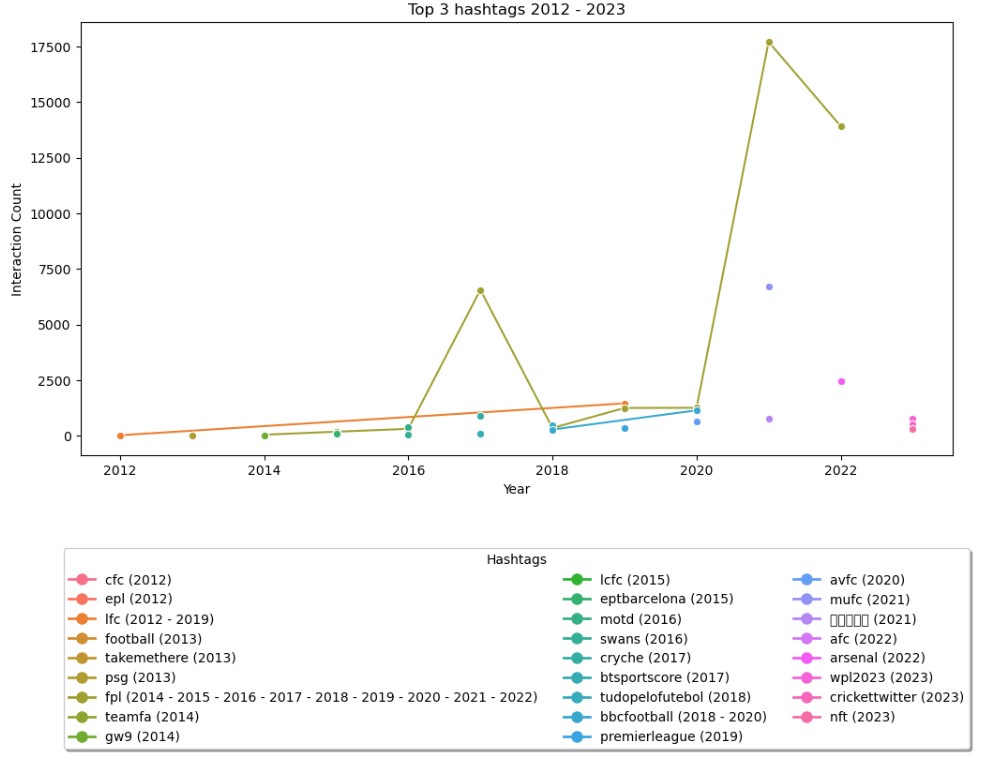 Top 3 hashtags 2012 - 2023
17500
15000
12500
10000
7500
5000
2500
0
Interaction Count
2012
2014
2016
2018
2020
2022
Year
Hashtags
cfc (2012)
epl (2012)
lfc (2012 - 2019)
football (2013)
takemethere (2013)
psg (2013)
fpl (2014 - 2015 - 2016 - 2017 - 2018 - 2019 - 2020 - 2021 - 2022)
teamfa (2014)
gw9 (2014)
lcfc (2015)
eptbarcelona (2015)
motd (2016)
swans (2016)
cryche (2017)
btsportscore (2017)
tudopelofutebol (2018)
bbcfootball (2018 - 2020)
premierleague (2019)
avfc (2020)
mufc (2021)
(2021)
afc (2022)
arsenal (2022)
wpl2023 (2023)
crickettwitter (2023)
nft (2023)